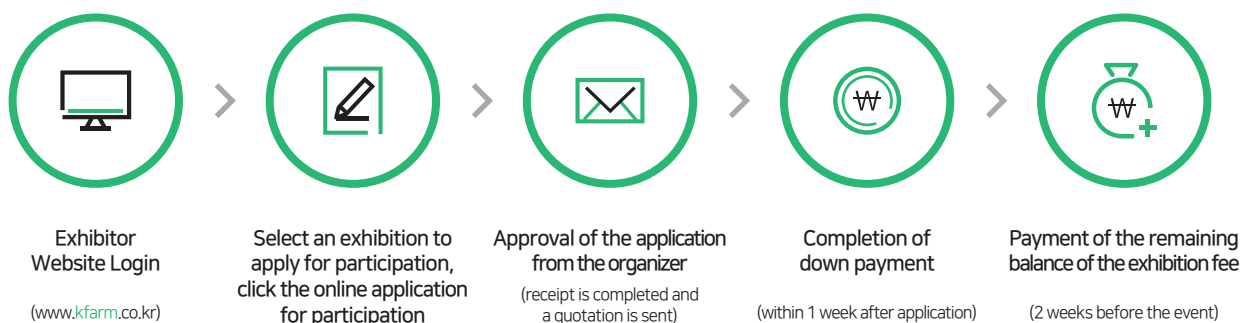 Exhibitor
Website Login
(www.kfarm.co.kr)
Select an exhibition to
apply for participation,
click the online application
for participation
Approval of the application
from the organizer
(receipt is completed and
a quotation is sent)
Completion of
down payment
(within 1 week after application)
Payment of the remaining
balance of the exhibition fee
(2 weeks before the event)